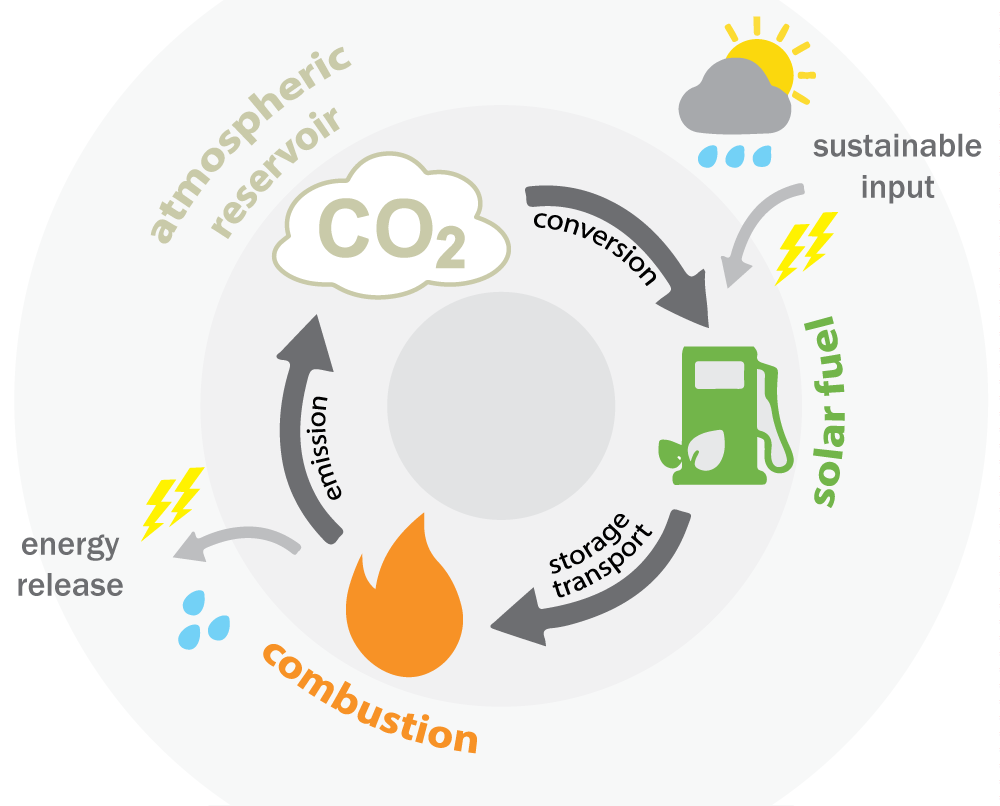 atmospheric
reservoir
CO₂
conversion
sustainable
input
solar fuel
storage
transport
combustion
energy
release
emission